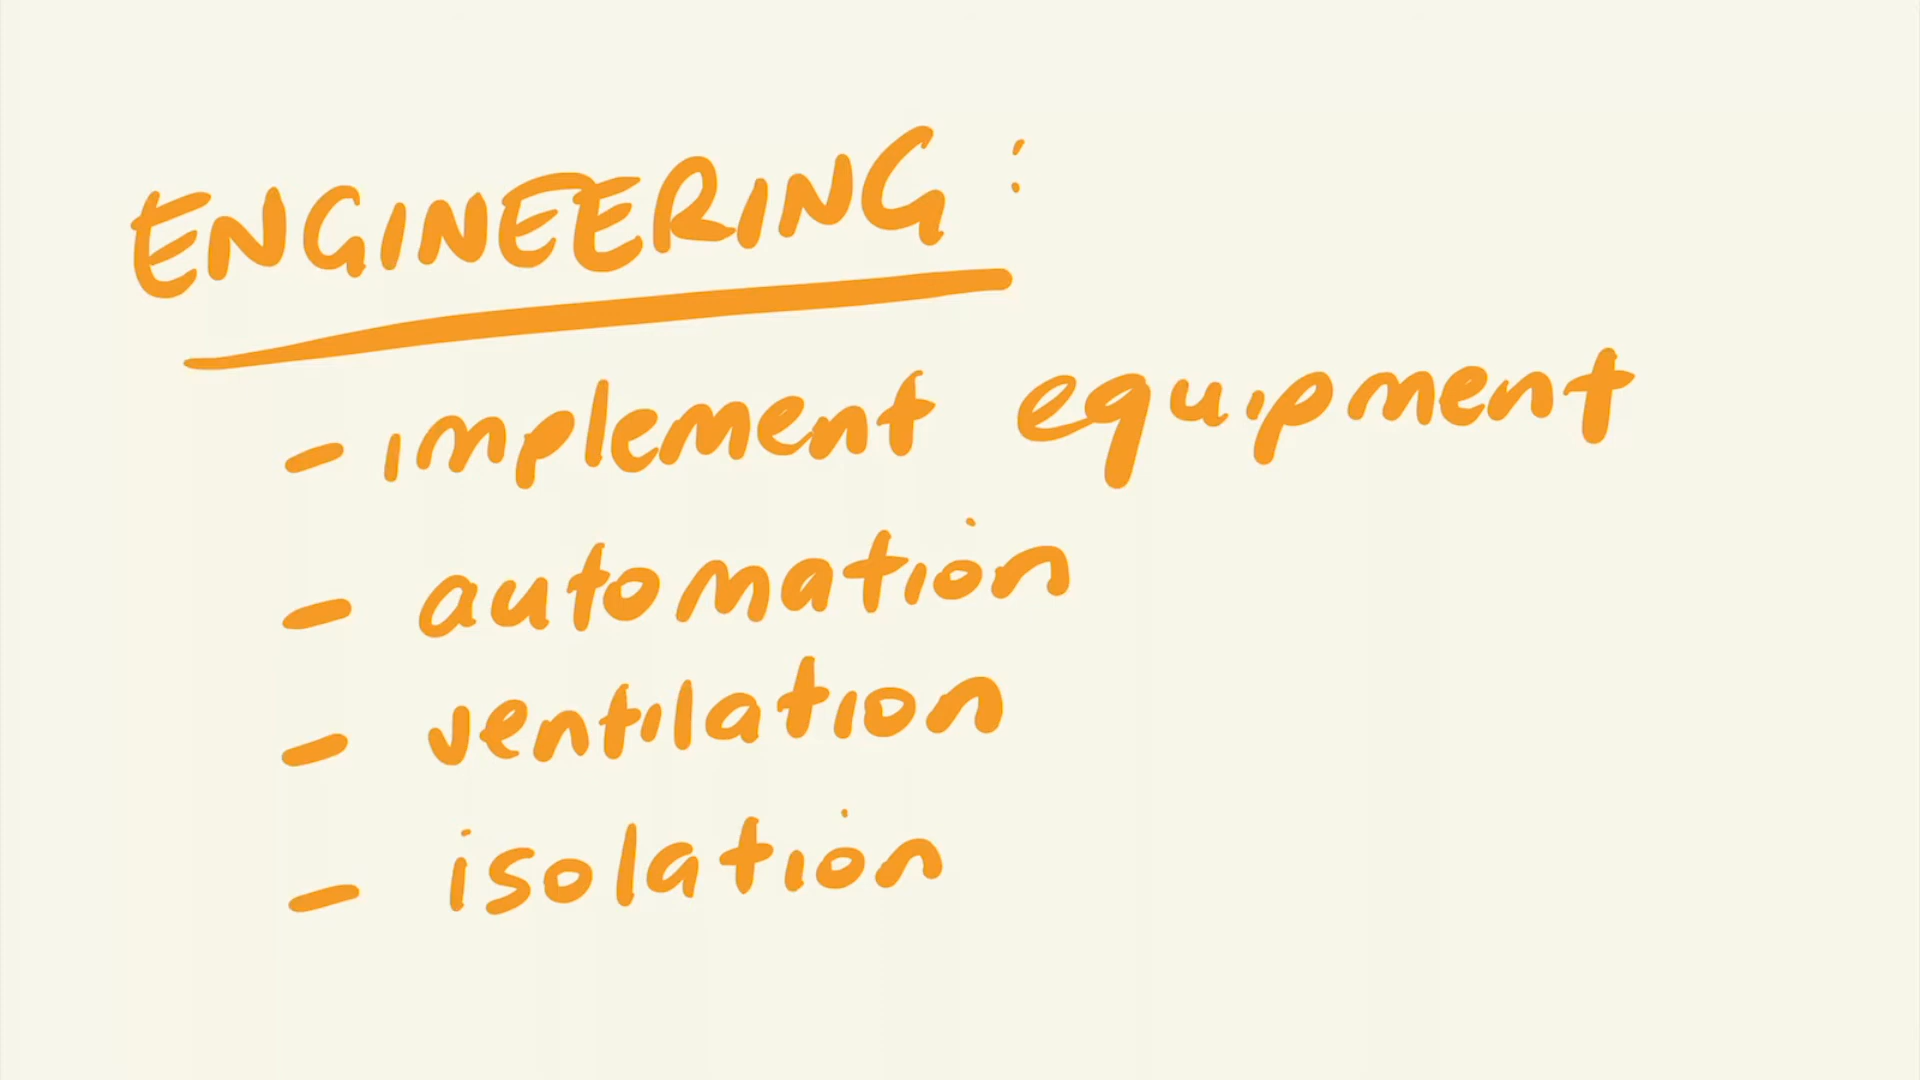 ENGINEERING:
- implement equipment
- automation
- ventilation
- isolation